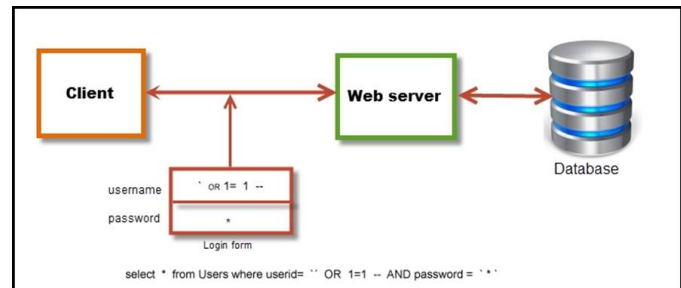 Client
Web server
Database
username
` OR 1= 1 --
password
*
Login form
select * from Users where userid= `` OR 1=1 -- AND password = ` * `